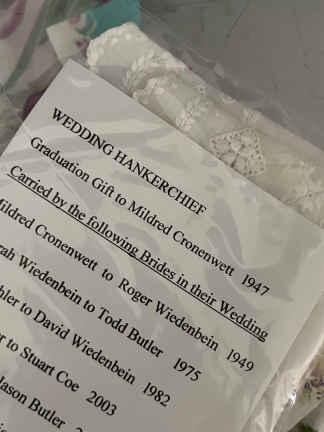 WEDDING HANKERCHIEF
Graduation Gift to Mildred Cronenwett 1947
Carried by the following Brides in their Wedding
Mildred Cronenwett to Roger Wiedenbein 1949
Wiedenbein to Todd Butler 1975
to David Wiedenbein 1982
to Stuart Coe 2003
Butler